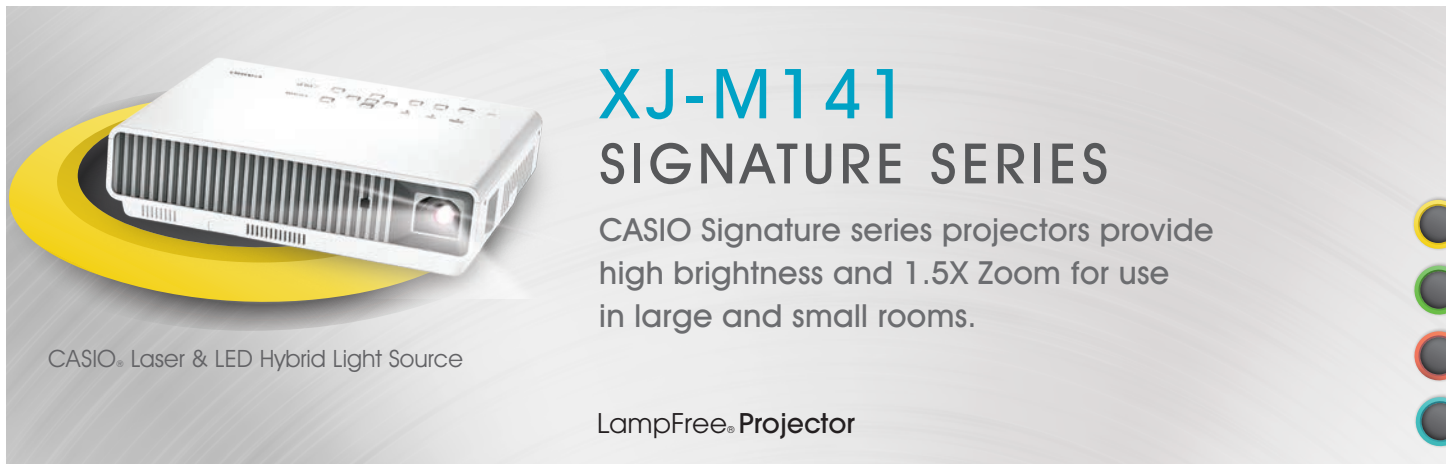 XJ-M141
SIGNATURE SERIES
CASIO Signature series projectors provide
high brightness and 1.5X Zoom for use
in large and small rooms.
CASIO® Laser & LED Hybrid Light Source
LampFree® Projector